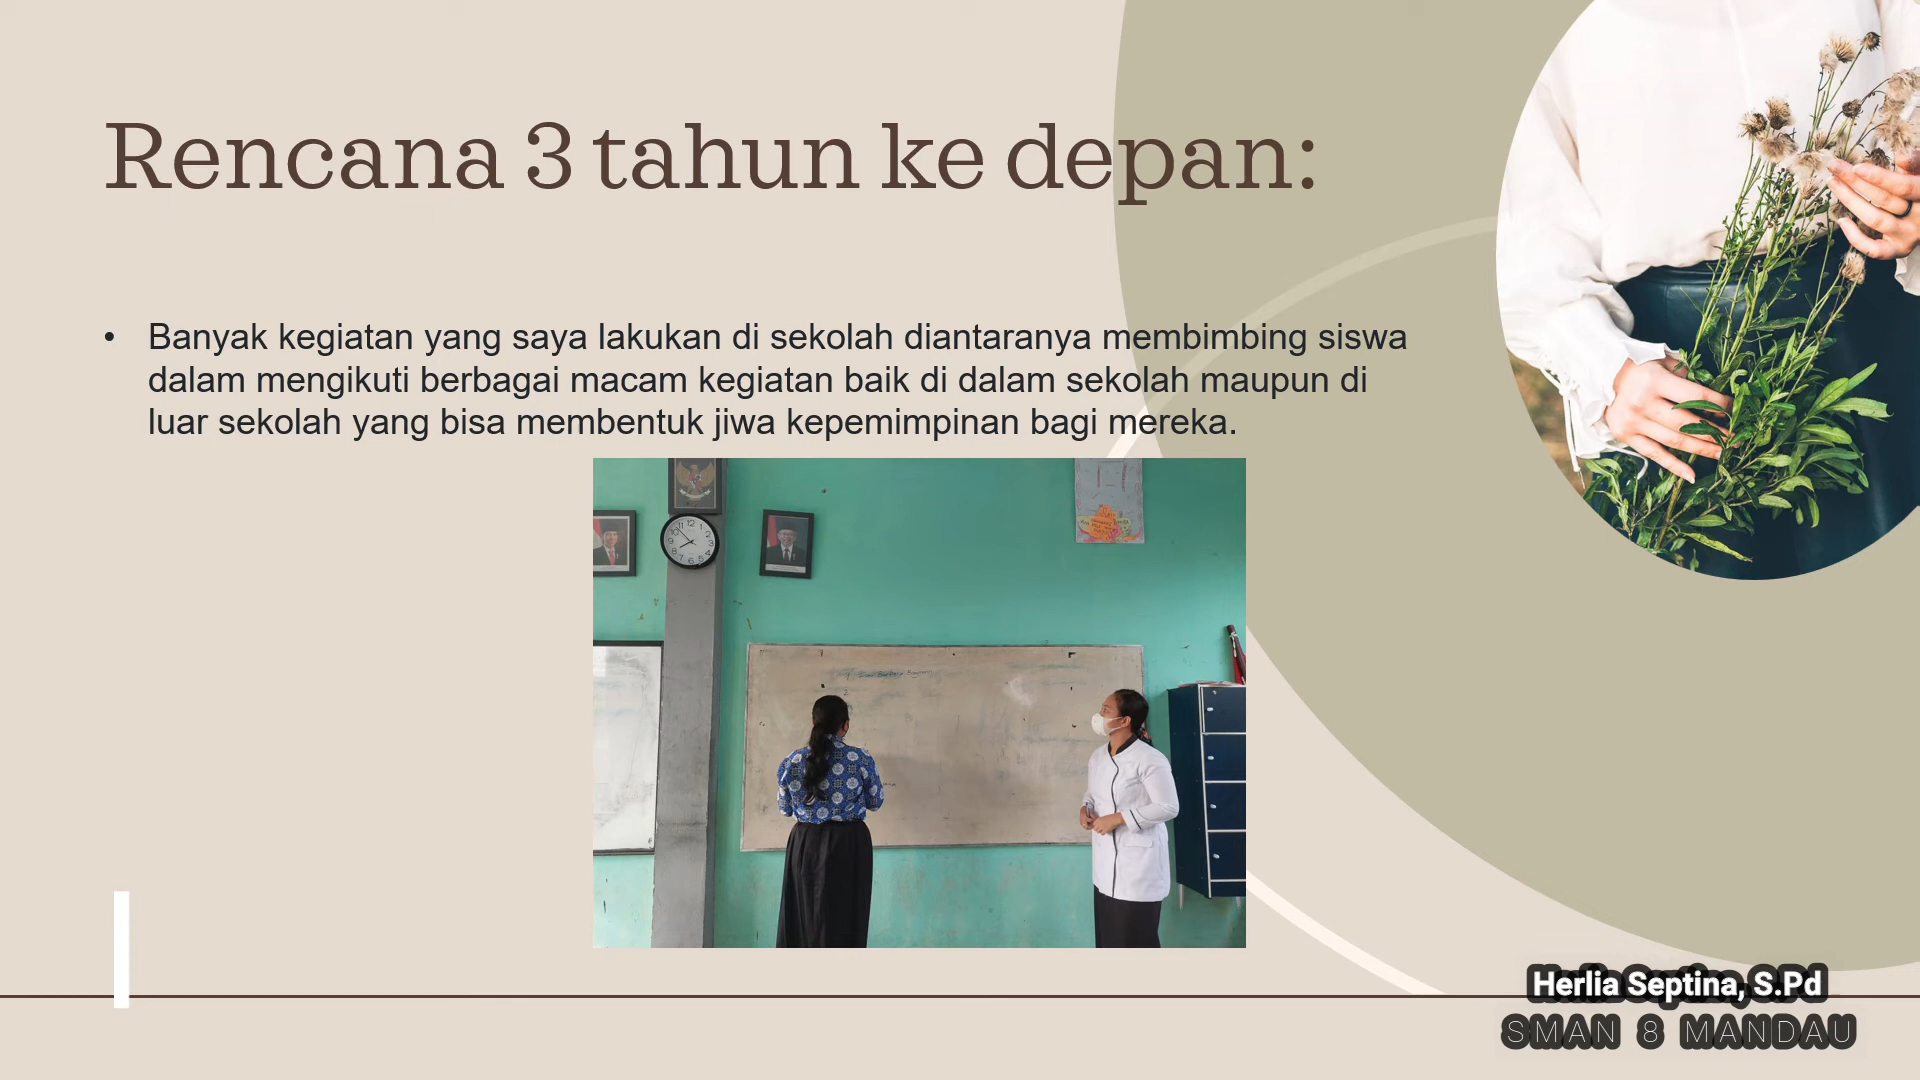 Rencana 3 tahun ke depan:
• Banyak kegiatan yang saya lakukan di sekolah diantaranya membimbing siswa
dalam mengikuti berbagai macam kegiatan baik di dalam sekolah maupun di
luar sekolah yang bisa membentuk jiwa kepemimpinan bagi mereka.
Herlia Septina, S.Pd
SMAN 8 MANDAU